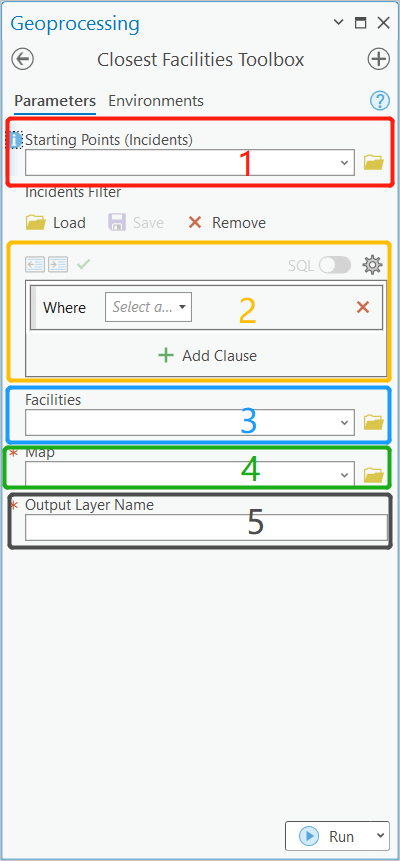 Geoprocessing
Closest Facilities Toolbox
Parameters Environments
Starting Points (Incidents)
1
Incidents Filter
Load Save Remove
SQL
Where Select a... 2
Add Clause
Facilities
3
* Map
4
* Output Layer Name
5
Run